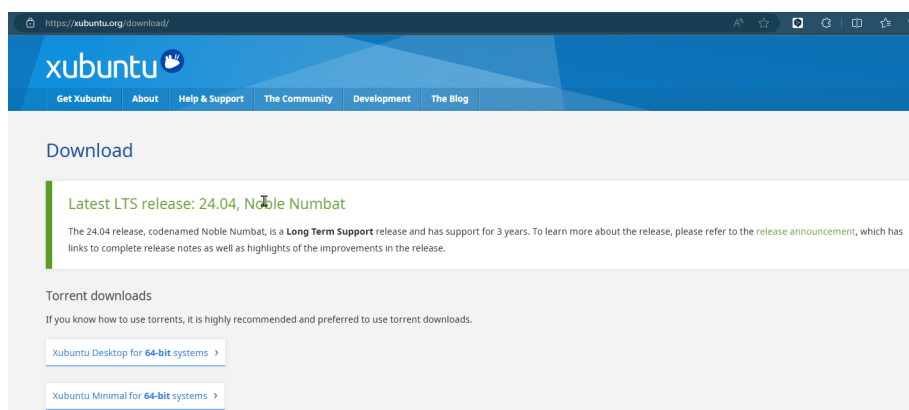 https://xubuntu.org/download/
xubuntu
Get Xubuntu About Help & Support The Community Development The Blog
Download
Latest LTS release: 24.04, Noble Numbat
The 24.04 release, codenamed Noble Numbat, is a Long Term Support release and has support for 3 years. To learn more about the release, please refer to the release announcement, which has
links to complete release notes as well as highlights of the improvements in the release.
Torrent downloads
If you know how to use torrents, it is highly recommended and preferred to use torrent downloads.
Xubuntu Desktop for 64-bit systems ›
Xubuntu Minimal for 64-bit systems ›